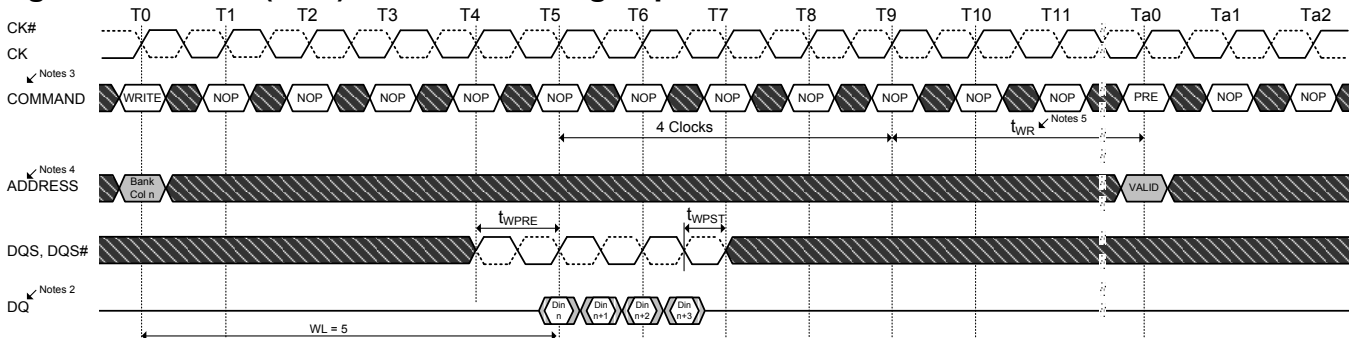 T0 T1 T2 T3 T4 T5 T6 T7 T8 T9 T10 T11 Ta0 Ta1 Ta2
CK#
CK
Notes 3
COMMAND WRITE NOP NOP NOP NOP NOP NOP NOP NOP NOP NOP NOP PRE NOP NOP
4 Clocks tWR Notes 5
Notes 4
ADDRESS Bank Col n VALID
tWPRE tWPST
DQS, DQS#
Notes 2
DQ Din n Din n+1 Din n+2 Din n+3
WL = 5